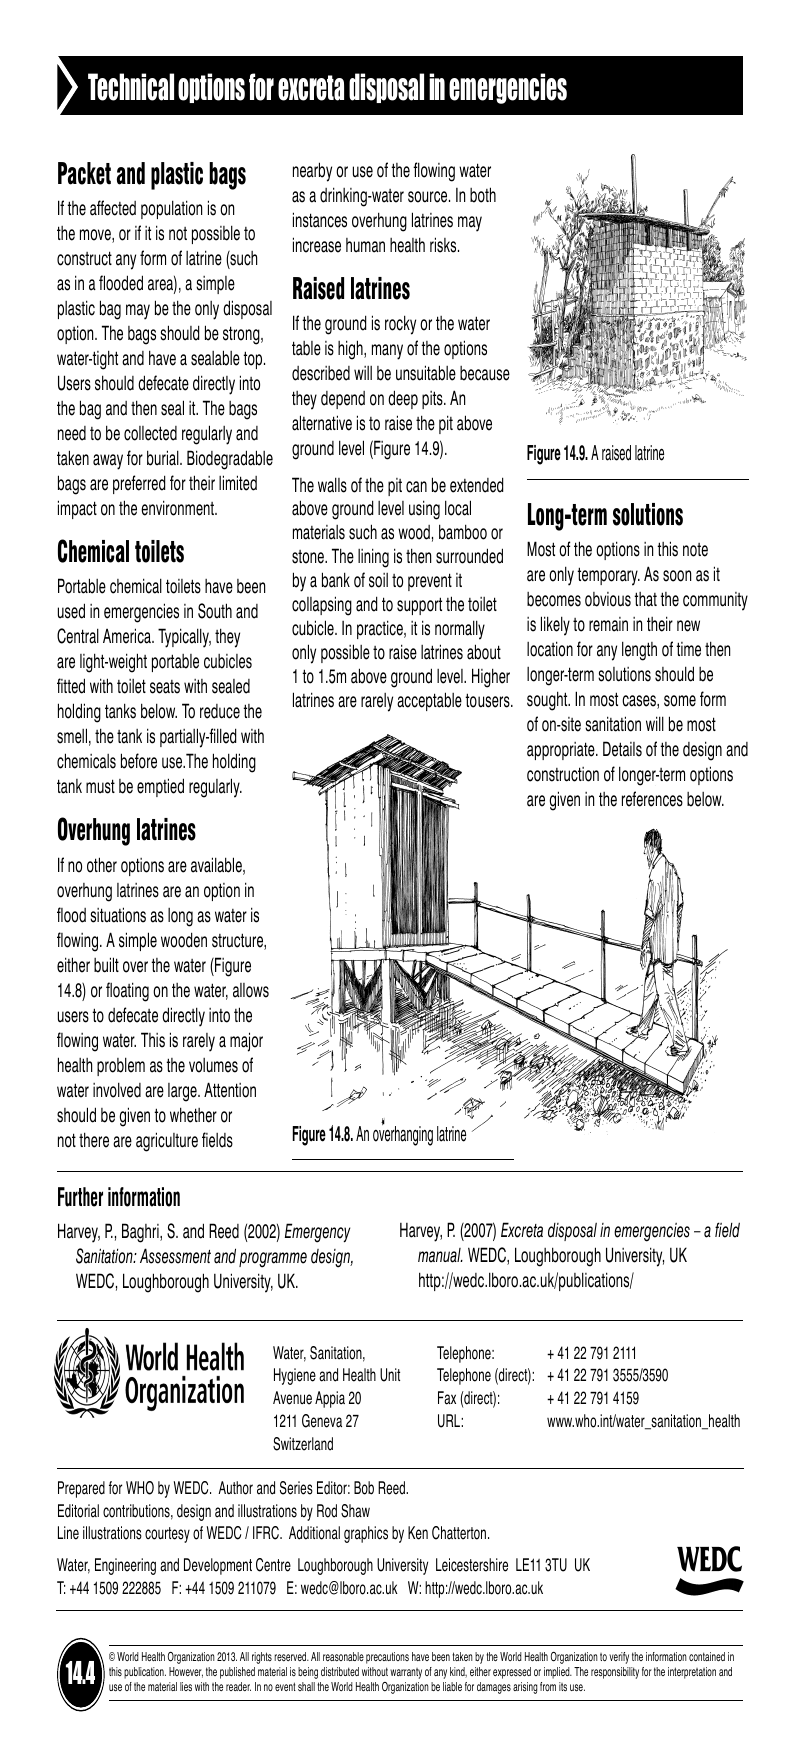 Technical options for excreta disposal in emergencies
Packet and plastic bags
If the affected population is on
the move, or if it is not possible to
construct any form of latrine (such
as in a flooded area), a simple
plastic bag may be the only disposal
option. The bags should be strong,
water-tight and have a sealable top.
Users should defecate directly into
the bag and then seal it. The bags
need to be collected regularly and
taken away for burial. Biodegradable
bags are preferred for their limited
impact on the environment.
Chemical toilets
Portable chemical toilets have been
used in emergencies in South and
Central America. Typically, they
are light-weight portable cubicles
fitted with toilet seats with sealed
holding tanks below. To reduce the
smell, the tank is partially-filled with
chemicals before use.The holding
tank must be emptied regularly.
Overhung latrines
If no other options are available,
overhung latrines are an option in
flood situations as long as water is
flowing. A simple wooden structure,
either built over the water (Figure
14.8) or floating on the water, allows
users to defecate directly into the
flowing water. This is rarely a major
health problem as the volumes of
water involved are large. Attention
should be given to whether or
not there are agriculture fields
nearby or use of the flowing water
as a drinking-water source. In both
instances overhung latrines may
increase human health risks.
Raised latrines
If the ground is rocky or the water
table is high, many of the options
described will be unsuitable because
they depend on deep pits. An
alternative is to raise the pit above
ground level (Figure 14.9).
The walls of the pit can be extended
above ground level using local
materials such as wood, bamboo or
stone. The lining is then surrounded
by a bank of soil to prevent it
collapsing and to support the toilet
cubicle. In practice, it is normally
only possible to raise latrines about
1 to 1.5m above ground level. Higher
latrines are rarely acceptable tousers.
Figure 14.8. An overhanging latrine
Figure 14.9. A raised latrine
Long-term solutions
Most of the options in this note
are only temporary. As soon as it
becomes obvious that the community
is likely to remain in their new
location for any length of time then
longer-term solutions should be
sought. In most cases, some form
of on-site sanitation will be most
appropriate. Details of the design and
construction of longer-term options
are given in the references below.
Further information
Harvey, P., Baghri, S. and Reed (2002) Emergency
Sanitation: Assessment and programme design,
WEDC, Loughborough University, UK.
Harvey, P. (2007) Excreta disposal in emergencies – a field
manual. WEDC, Loughborough University, UK
http://wedc.lboro.ac.uk/publications/
World Health
Organization
Water, Sanitation,
Hygiene and Health Unit
Avenue Appia 20
1211 Geneva 27
Switzerland
Telephone: + 41 22 791 2111
Telephone (direct): + 41 22 791 3555/3590
Fax (direct): + 41 22 791 4159
URL: www.who.int/water_sanitation_health
Prepared for WHO by WEDC. Author and Series Editor: Bob Reed.
Editorial contributions, design and illustrations by Rod Shaw
Line illustrations courtesy of WEDC / IFRC. Additional graphics by Ken Chatterton.
Water, Engineering and Development Centre Loughborough University Leicestershire LE11 3TU UK
T: +44 1509 222885 F: +44 1509 211079 E: wedc@lboro.ac.uk W: http://wedc.lboro.ac.uk
WEDC
14.4
© World Health Organization 2013. All rights reserved. All reasonable precautions have been taken by the World Health Organization to verify the information contained in
this publication. However, the published material is being distributed without warranty of any kind, either expressed or implied. The responsibility for the interpretation and
use of the material lies with the reader. In no event shall the World Health Organization be liable for damages arising from its use.